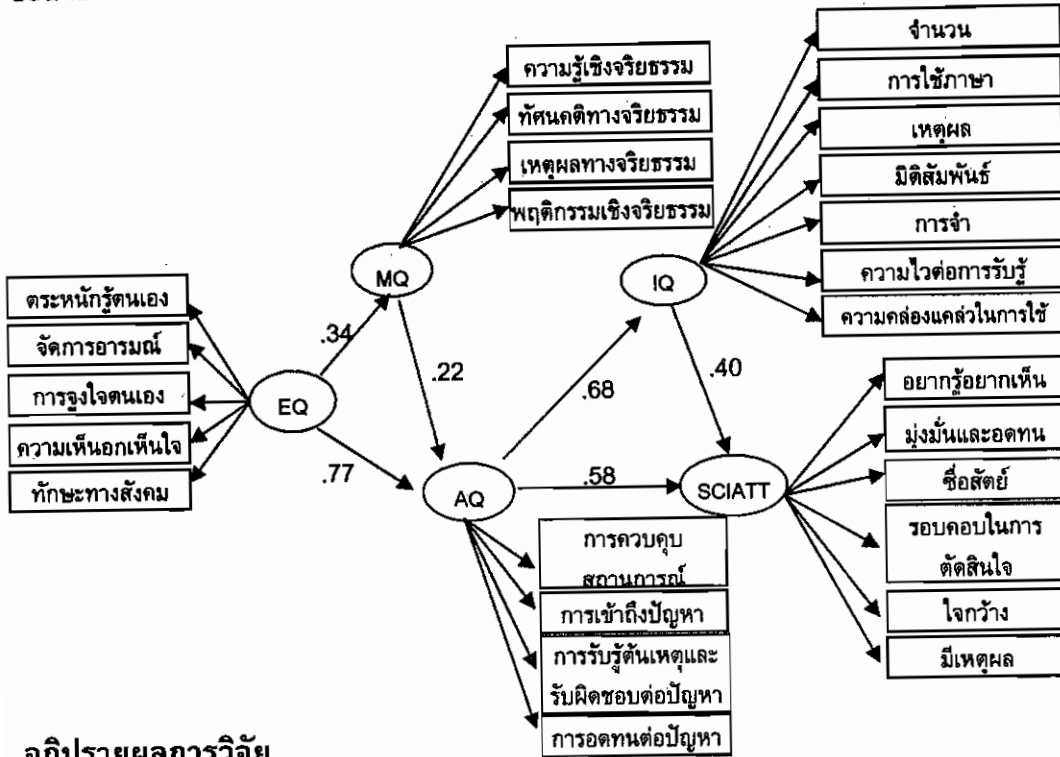 จำนวน
ความรู้เชิงจริยธรรม
การใช้ภาษา
ทัศนคติทางจริยธรรม
เหตุผล
เหตุผลทางจริยธรรม
มิติสัมพันธ์
พฤติกรรมเชิงจริยธรรม
การจำ
MQ
IQ
ความไวต่อการรับรู้
ความคล่องแคล่วในการใช้
ตระหนักรู้ตนเอง
จัดการอารมณ์
การจูงใจตนเอง
ความเห็นอกเห็นใจ
ทักษะทางสังคม
EQ
.34
.22
.68
.40
.77
.58
AQ
SCIATT
อยากรู้อยากเห็น
มุ่งมั่นและอดทน
ซื่อสัตย์
รอบคอบในการ
ตัดสินใจ
ใจกว้าง
มีเหตุผล
การควบคุม
สถานการณ์
การเข้าถึงปัญหา
การรับรู้ต้นเหตุและ
รับผิดชอบต่อปัญหา
การอดทนต่อปัญหา
อภิปรายผลการวิจัย